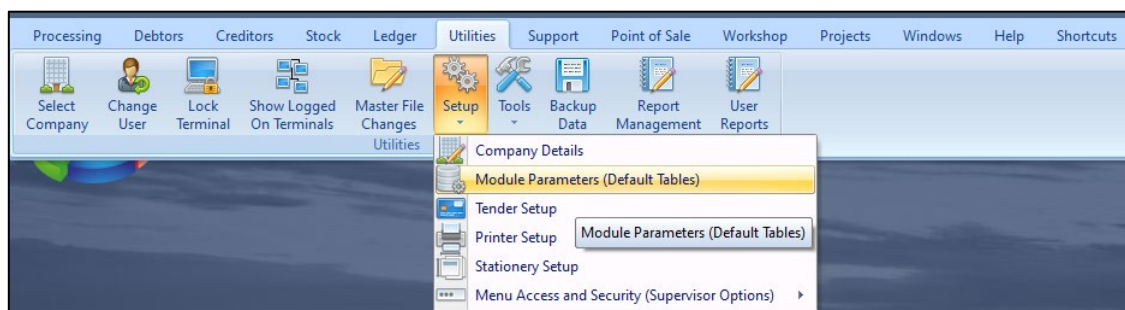 Processing Debtors Creditors Stock Ledger Utilities Support Point of Sale Workshop Projects Windows Help Shortcuts
Select Change Lock Show Logged Master File Setup Tools Backup Report User
Company User Terminal On Terminals Changes Data Management Reports
Utilities
Company Details
Module Parameters (Default Tables)
Tender Setup
Printer Setup Module Parameters (Default Tables)
Stationery Setup
Menu Access and Security (Supervisor Options)